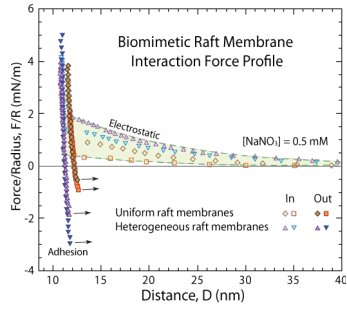 Biomimetic Raft Membrane
Interaction Force Profile
Electrostatic
[NaNO₃] = 0.5 mM
In Out
Uniform raft membranes
Heterogeneous raft membranes
Adhesion
Force/Radius, F/R (mN/m)
6
4
2
0
-2
-4
10 15 20 25 30 35 40
Distance, D (nm)